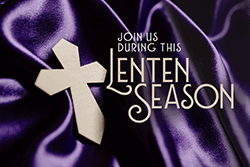 JOIN US
DURING THIS
LENTEN
SEASON